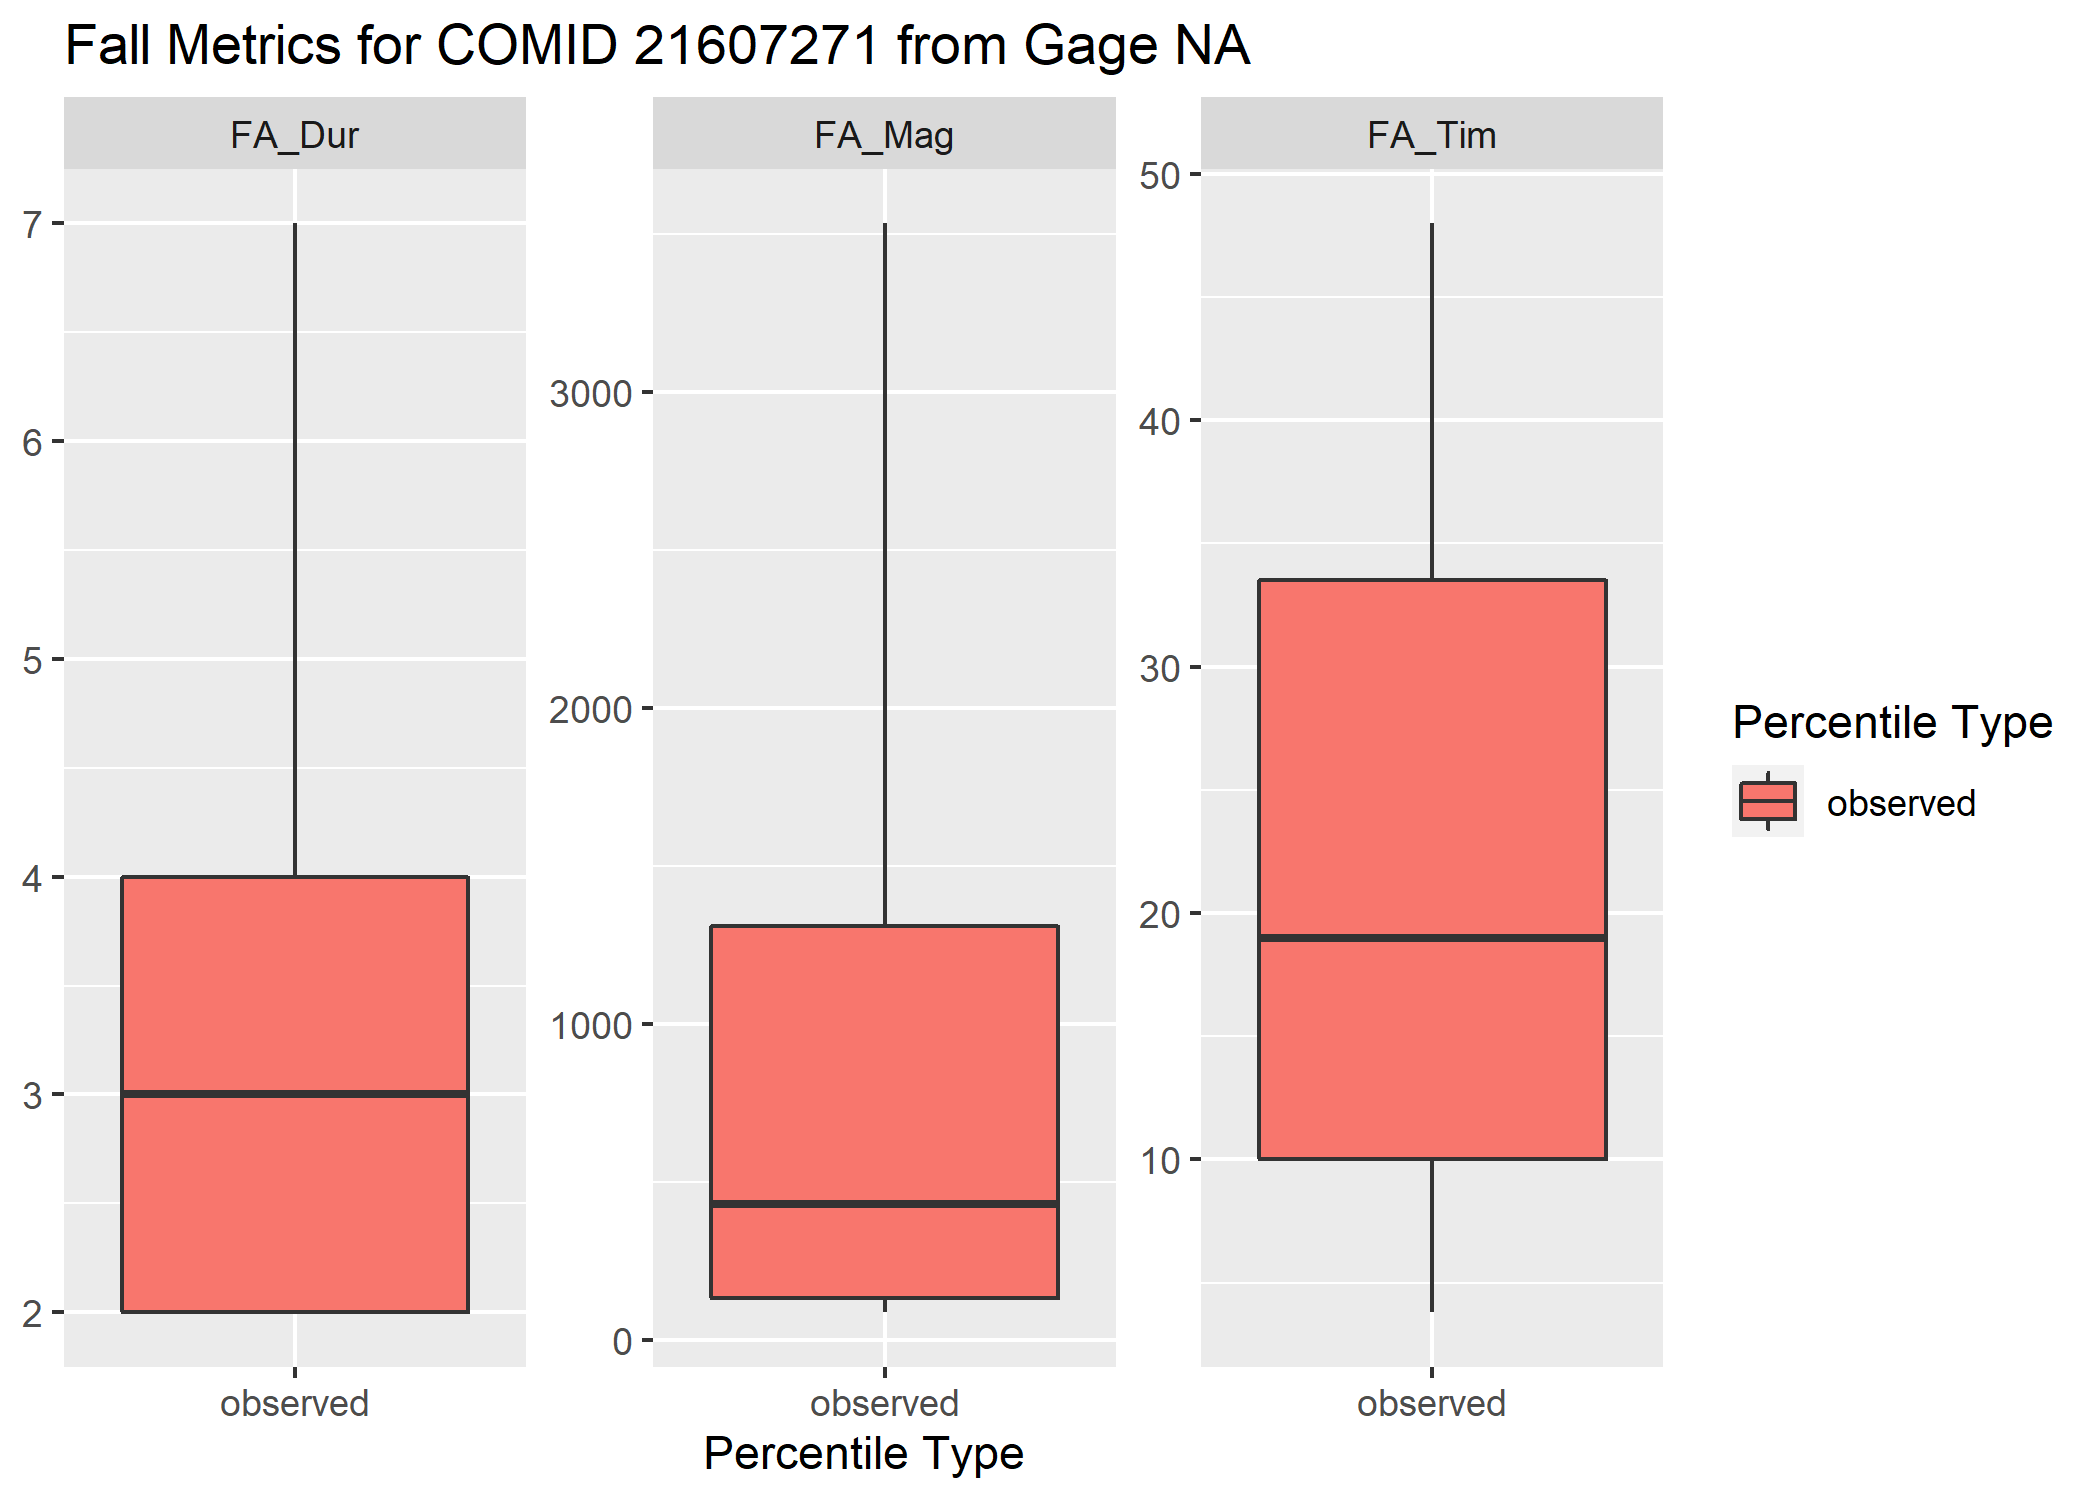 Fall Metrics for COMID 21607271 from Gage NA
FA_Dur
7
6
5
4
3
2
observed
FA_Mag
3000
2000
1000
0
observed
FA_Tim
50
40
30
20
10
observed
Percentile Type
Percentile Type
observed